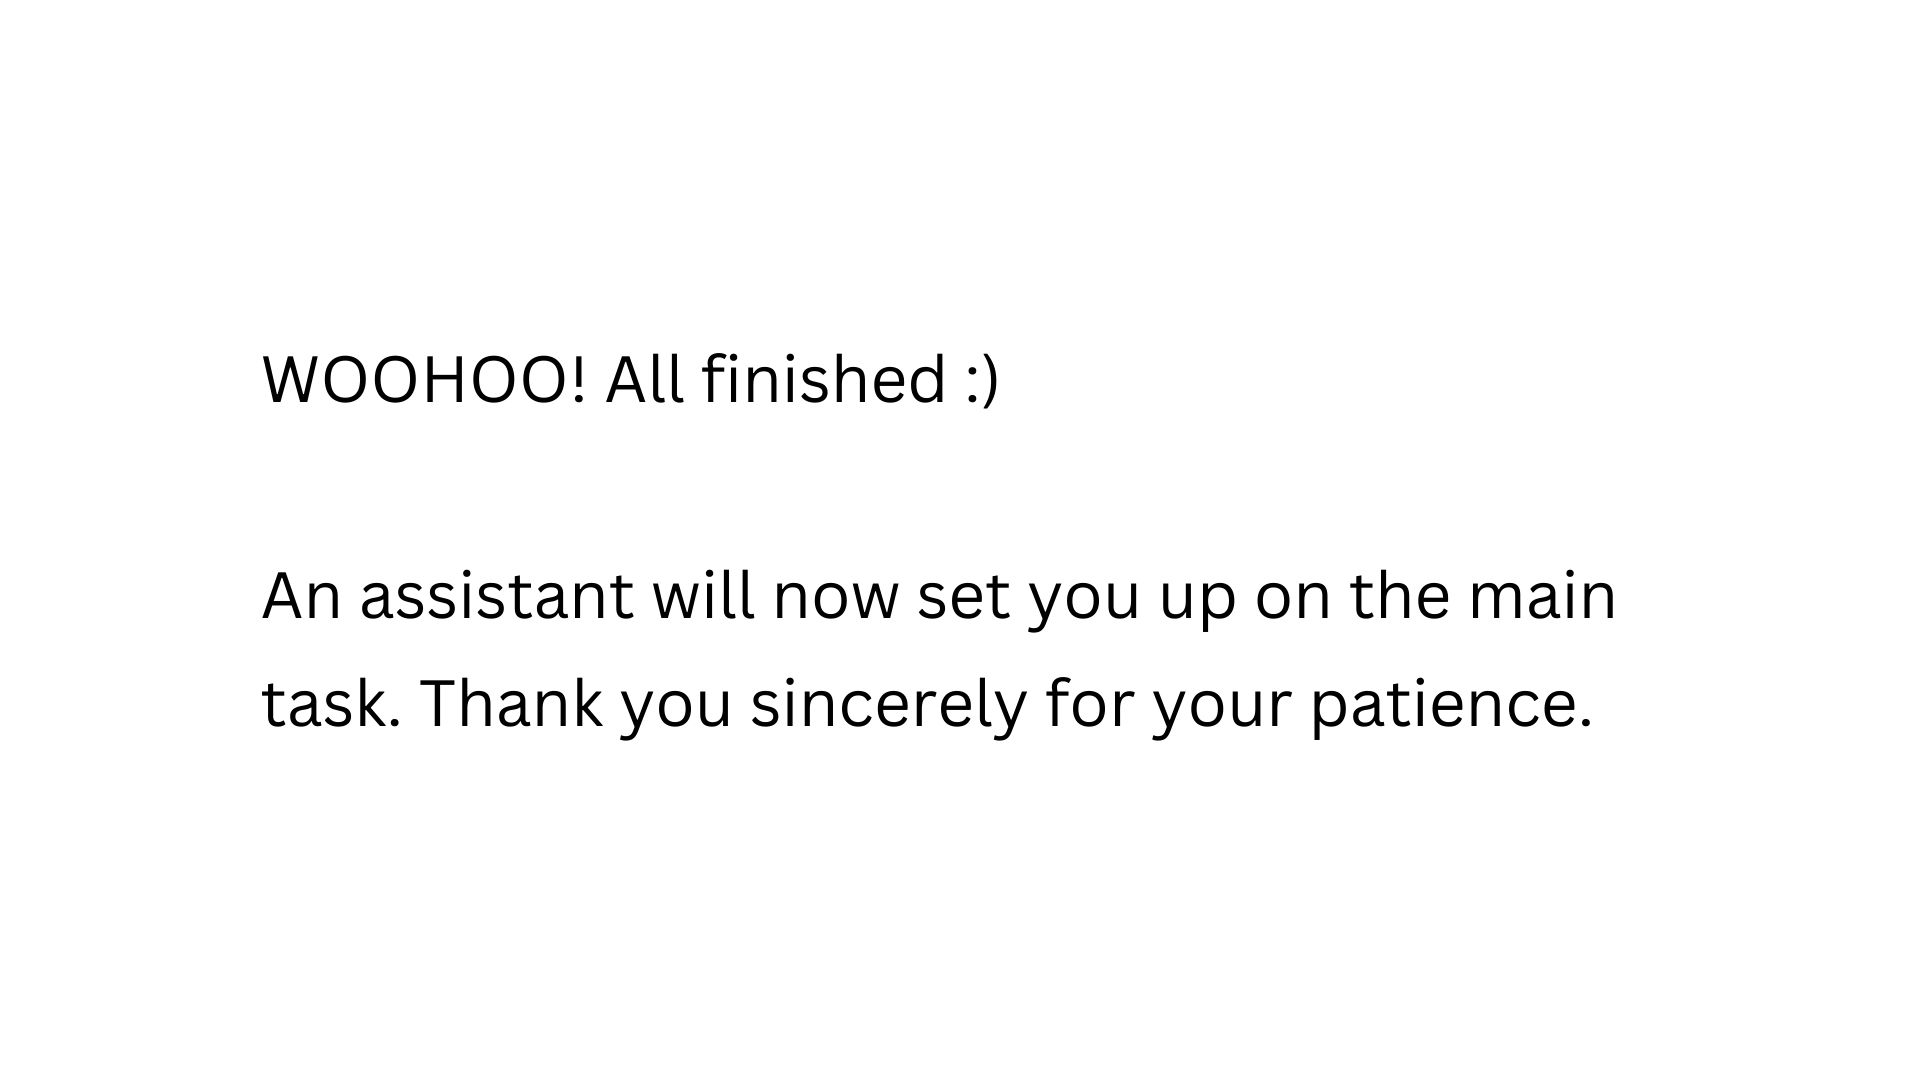 WOOHOO! All finished :)
An assistant will now set you up on the main
task. Thank you sincerely for your patience.